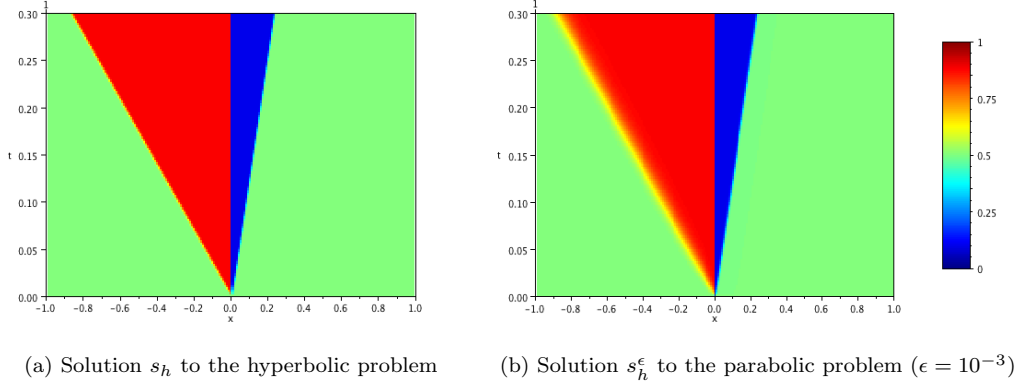 1
1
0.30
0.25
0.20
t 0.15
0.10
0.05
0.00
−1.0 −0.8 −0.6 −0.4 −0.2 0.0 0.2 0.4 0.6 0.8 1.0
x
0.30
0.25
0.20
t 0.15
0.10
0.05
0.00
−1.0 −0.8 −0.6 −0.4 −0.2 0.0 0.2 0.4 0.6 0.8 1.0
x
1
0.75
0.5
0.25
0
(a) Solution $s_h$ to the hyperbolic problem
(b) Solution $s_h^\epsilon$ to the parabolic problem ($\epsilon = 10^{-3}$)